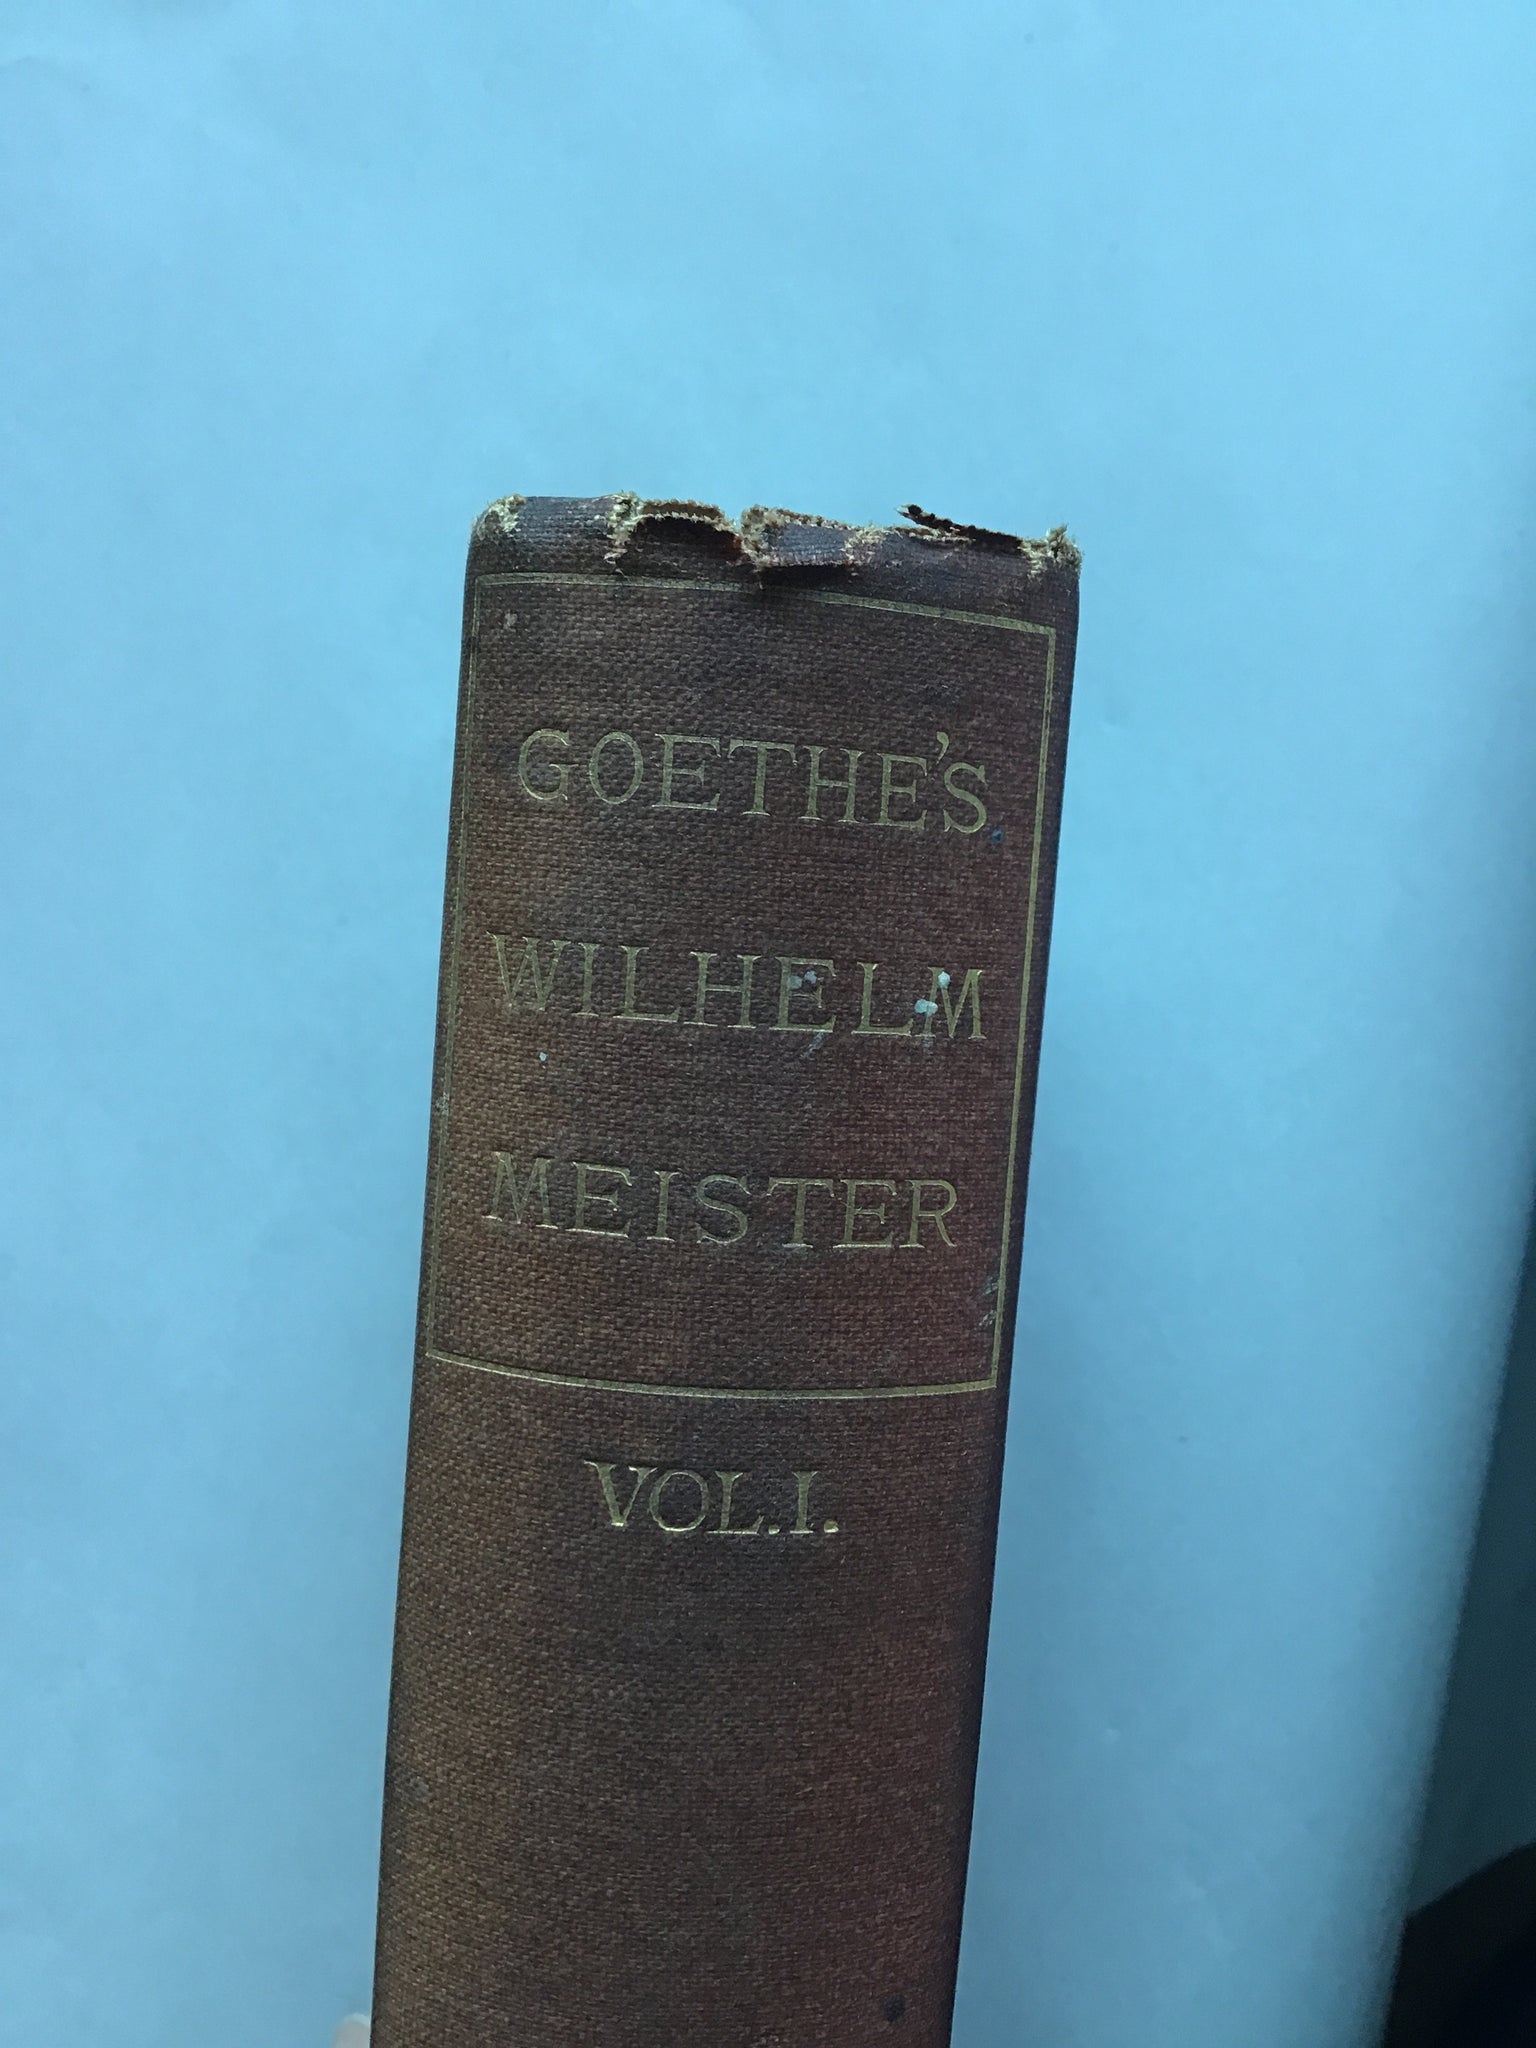 GOETHE'S
WILHELM
MEISTER
VOL. I.